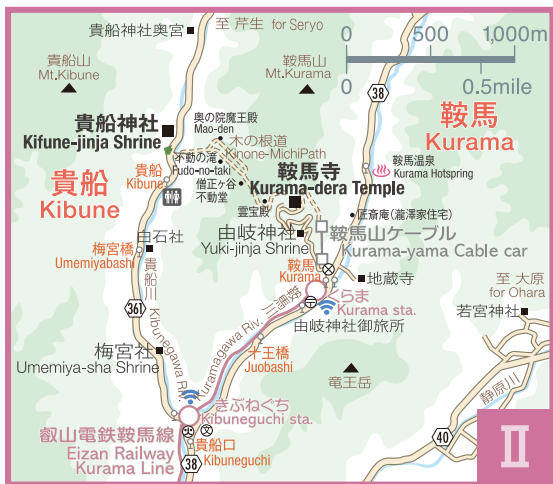 貴船神社奥宮
至 芹生 for Seryo
0 500 1,000m
0 0.5mile
貴船山
Mt.Kibune
鞍馬山
Mt.Kurama
38
貴船神社
Kifune-jinja Shrine
奥の院魔王殿
Mao-den
木の根道
Kinone-MichiPath
鞍馬
Kurama
不動の滝
Fudo-no-taki
貴船
Kibune
鞍馬寺
Kurama-dera Temple
鞍馬温泉
Kurama Hotspring
貴船
Kibune
僧正ヶ谷
不動堂
霊宝殿
匠斎庵(瀧澤家住宅)
白石社
由岐神社
Yuki-jinja Shrine
鞍馬山ケーブル
Kurama-yama Cable car
梅宮橋
Umemiyabashi
鞍馬
Kurama
地蔵寺
至 大原
for Ohara
貴船川 Kibunegawa Riv.
361
鞍馬川
Kuramagawa Riv.
くらま
Kurama sta.
由岐神社御旅所
若宮神社
梅宮社
Umemiya-sha Shrine
十王橋
Juobashi
竜王岳
静原川
きぶねぐち
Kibuneguchi sta.
叡山電鉄鞍馬線
Eizan Railway
Kurama Line
貴船口
Kibuneguchi
38
40
II